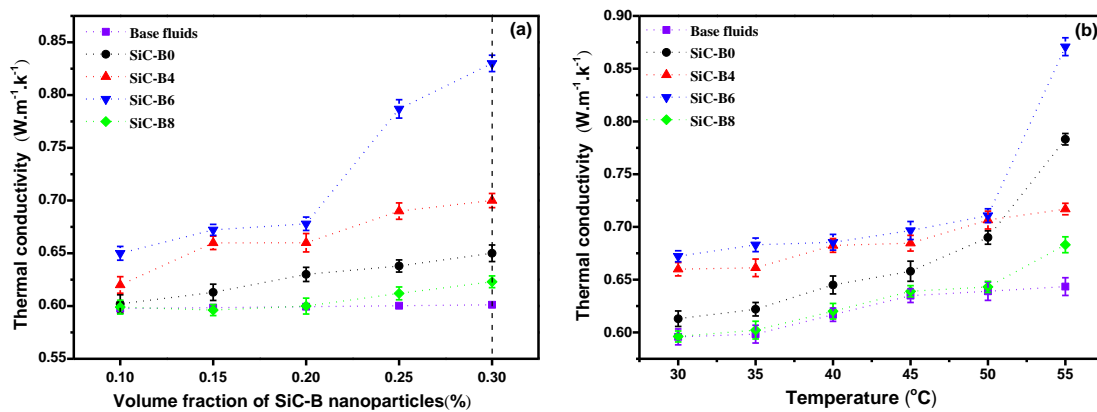 (a)
Base fluids
SiC-B0
SiC-B4
SiC-B6
SiC-B8
Thermal conductivity (W.m⁻¹.k⁻¹)
0.85
0.80
0.75
0.70
0.65
0.60
0.55
0.10 0.15 0.20 0.25 0.30
Volume fraction of SiC-B nanoparticles(%)
(b)
Base fluids
SiC-B0
SiC-B4
SiC-B6
SiC-B8
Thermal conductivity (W.m⁻¹.k⁻¹)
0.90
0.85
0.80
0.75
0.70
0.65
0.60
30 35 40 45 50 55
Temperature (°C)